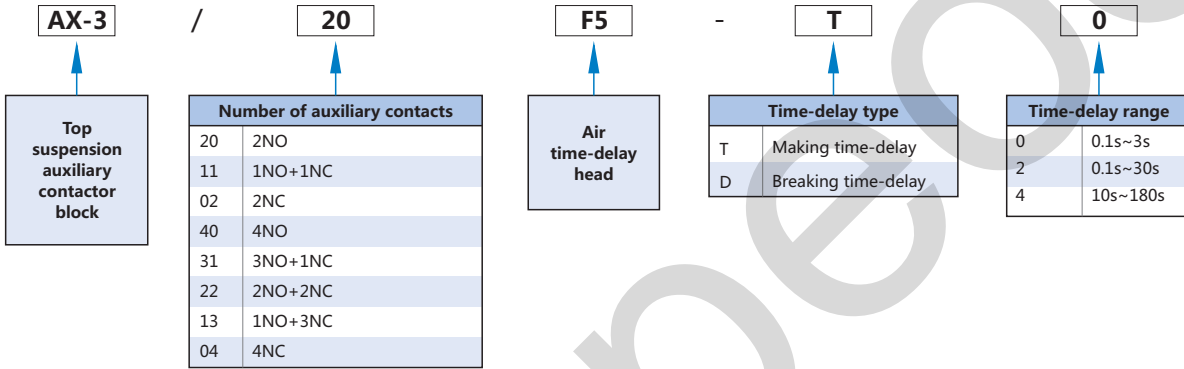 AX-3 / 20 F5 - T 0
Top
suspension
auxiliary
contactor
block
Number of auxiliary contacts
20 2NO
11 1NO+1NC
02 2NC
40 4NO
31 3NO+1NC
22 2NO+2NC
13 1NO+3NC
04 4NC
Air
time-delay
head
Time-delay type
T Making time-delay
D Breaking time-delay
Time-delay range
0 0.1s~3s
2 0.1s~30s
4 10s~180s